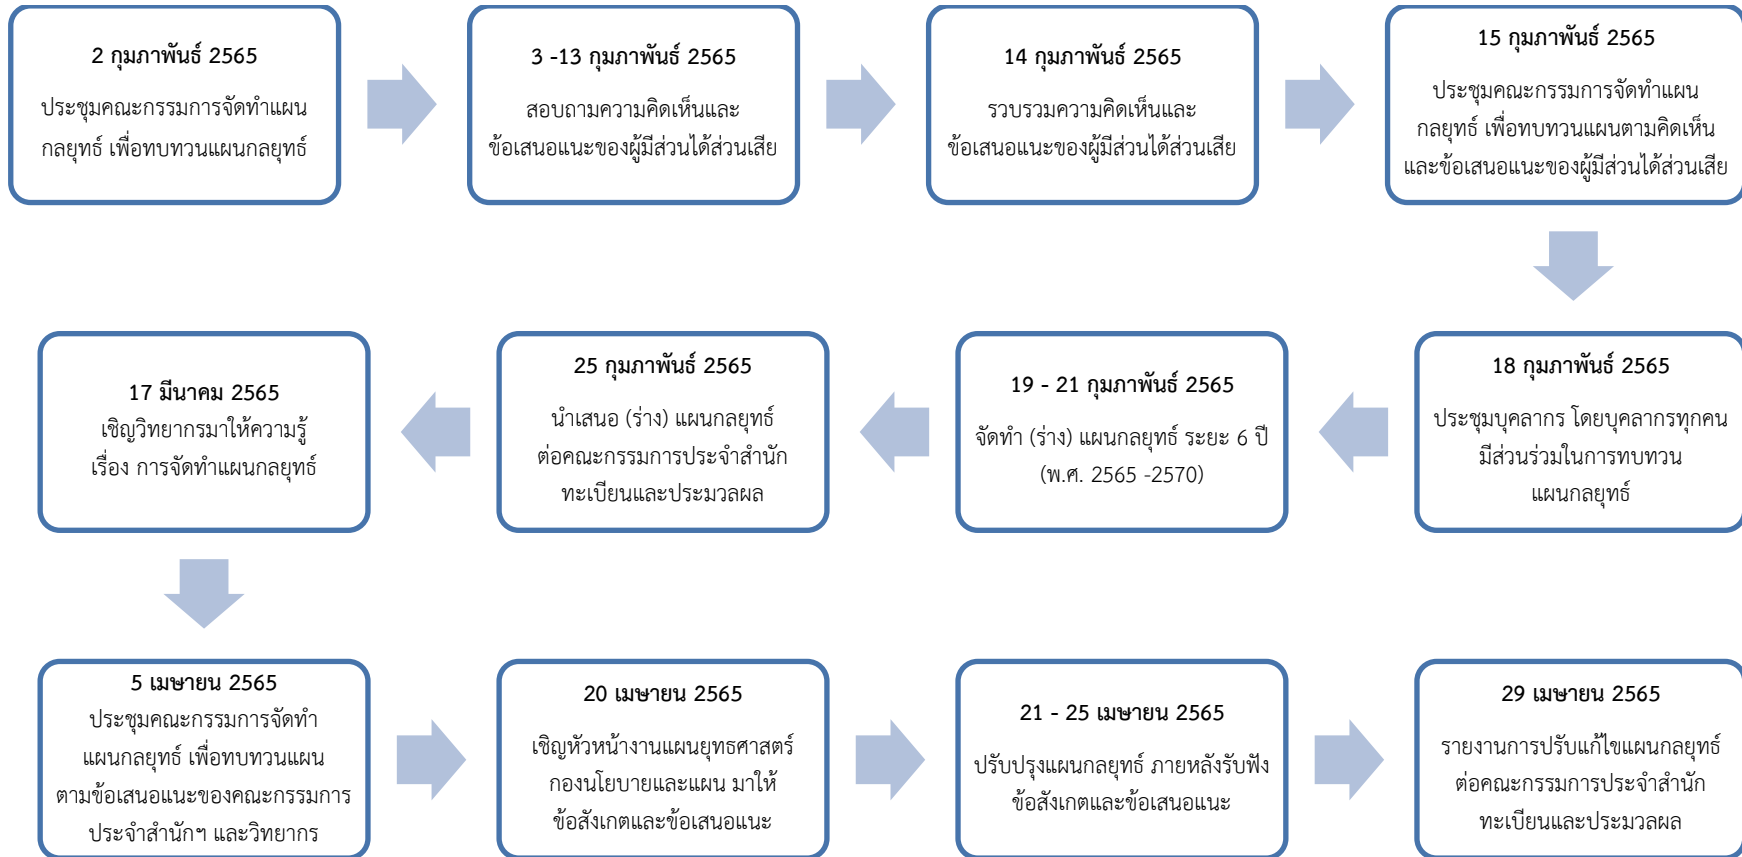 2 กุมภาพันธ์ 2565
ประชุมคณะกรรมการจัดทำแผน
กลยุทธ์ เพื่อทบทวนแผนกลยุทธ์
3 -13 กุมภาพันธ์ 2565
สอบถามความคิดเห็นและ
ข้อเสนอแนะของผู้มีส่วนได้ส่วนเสีย
14 กุมภาพันธ์ 2565
รวบรวมความคิดเห็นและ
ข้อเสนอแนะของผู้มีส่วนได้ส่วนเสีย
15 กุมภาพันธ์ 2565
ประชุมคณะกรรมการจัดทำแผน
กลยุทธ์ เพื่อทบทวนแผนตามคิดเห็น
และข้อเสนอแนะของผู้มีส่วนได้ส่วนเสีย
18 กุมภาพันธ์ 2565
ประชุมบุคลากร โดยบุคลากรทุกคน
มีส่วนร่วมในการทบทวน
แผนกลยุทธ์
19 - 21 กุมภาพันธ์ 2565
จัดทำ (ร่าง) แผนกลยุทธ์ ระยะ 6 ปี
(พ.ศ. 2565 -2570)
25 กุมภาพันธ์ 2565
นำเสนอ (ร่าง) แผนกลยุทธ์
ต่อคณะกรรมการประจำสำนัก
ทะเบียนและประมวลผล
17 มีนาคม 2565
เชิญวิทยากรมาให้ความรู้
เรื่อง การจัดทำแผนกลยุทธ์
5 เมษายน 2565
ประชุมคณะกรรมการจัดทำ
แผนกลยุทธ์ เพื่อทบทวนแผน
ตามข้อเสนอแนะของคณะกรรมการ
ประจำสำนักฯ และวิทยากร
20 เมษายน 2565
เชิญหัวหน้างานแผนยุทธศาสตร์
กองนโยบายและแผน มาให้
ข้อสังเกตและข้อเสนอแนะ
21 - 25 เมษายน 2565
ปรับปรุงแผนกลยุทธ์ ภายหลังรับฟัง
ข้อสังเกตและข้อเสนอแนะ
29 เมษายน 2565
รายงานการปรับแก้ไขแผนกลยุทธ์
ต่อคณะกรรมการประจำสำนัก
ทะเบียนและประมวลผล